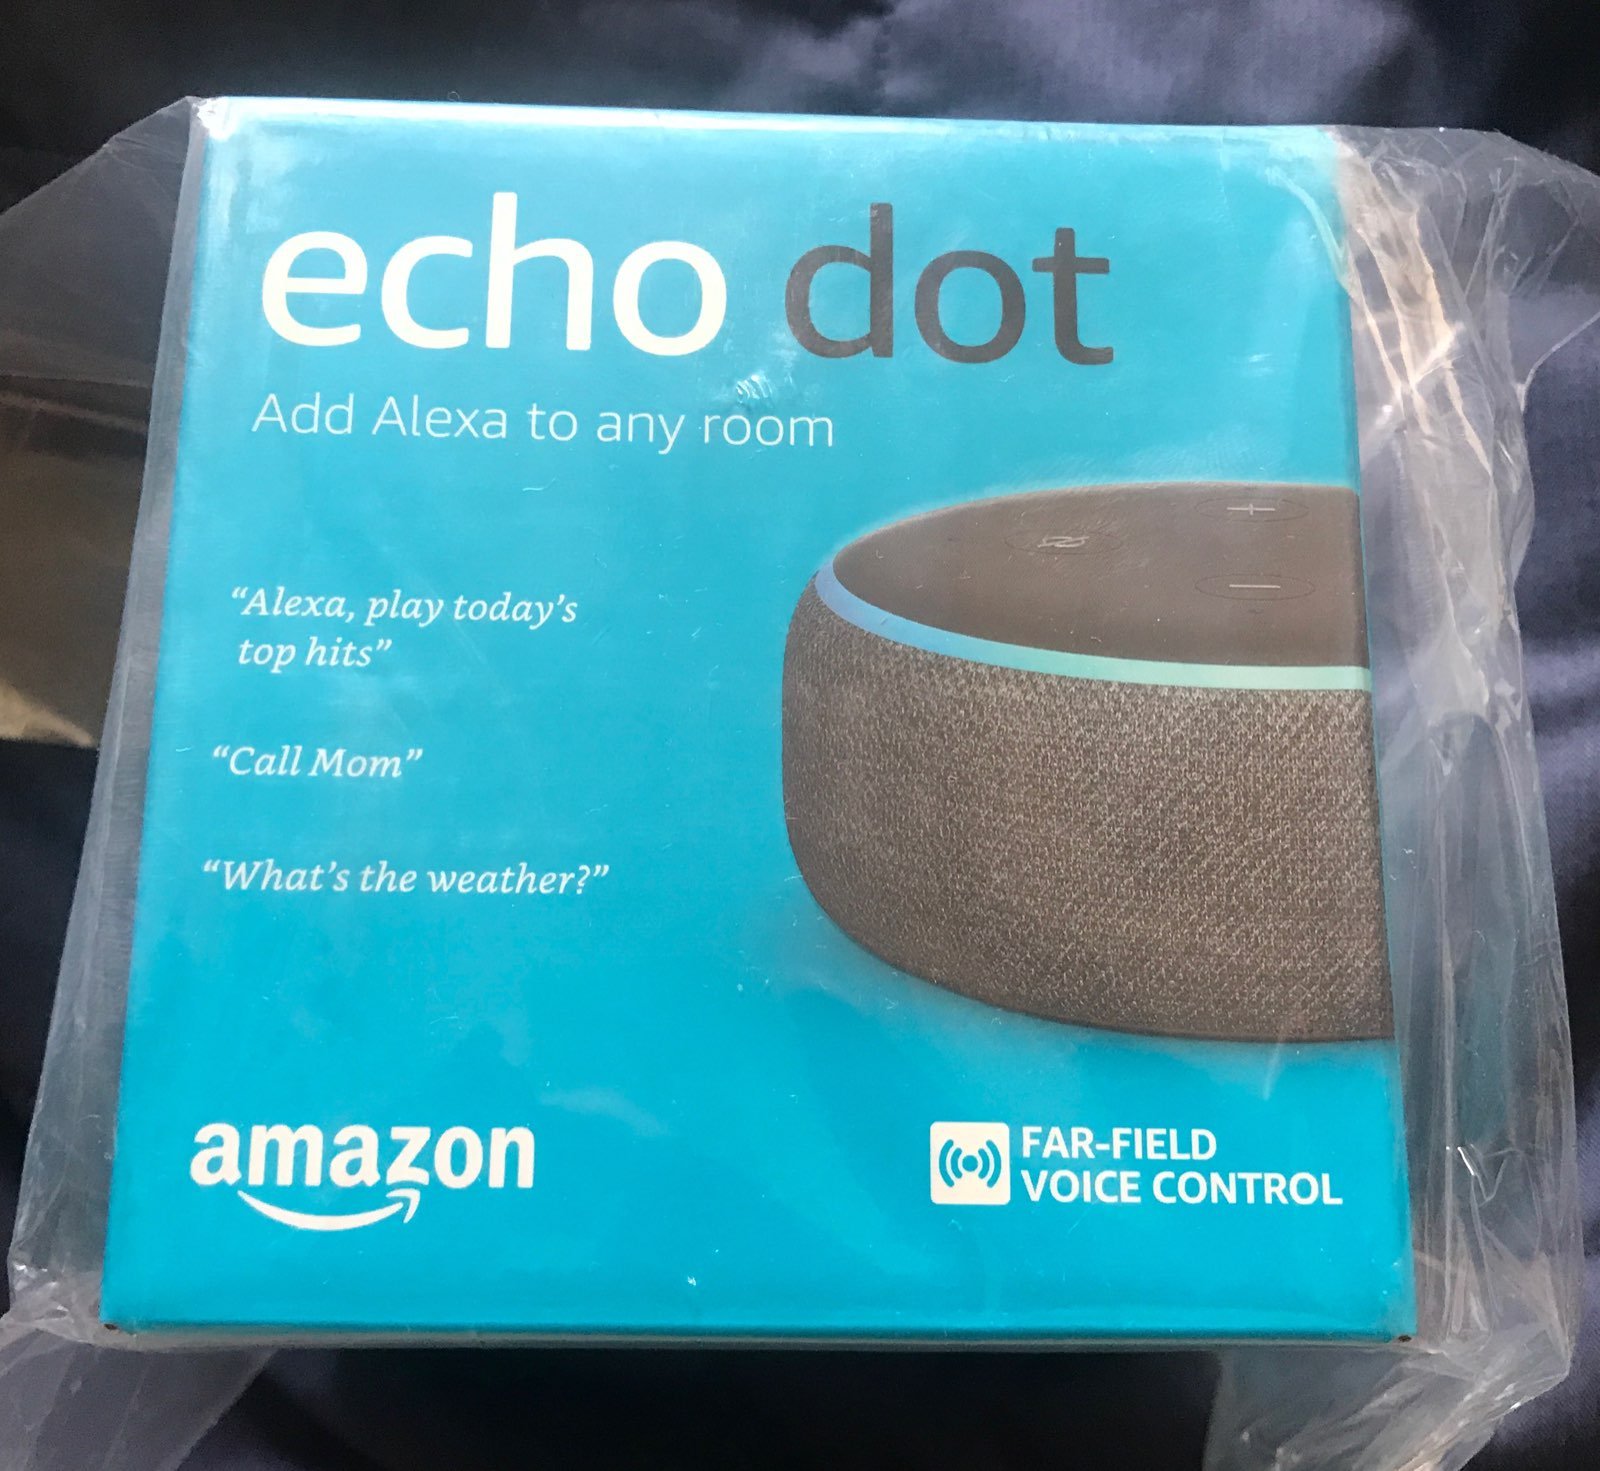 echo dot
Add Alexa to any room
“Alexa, play today’s
top hits”
“Call Mom”
“What’s the weather?”
amazon
FAR-FIELD
VOICE CONTROL